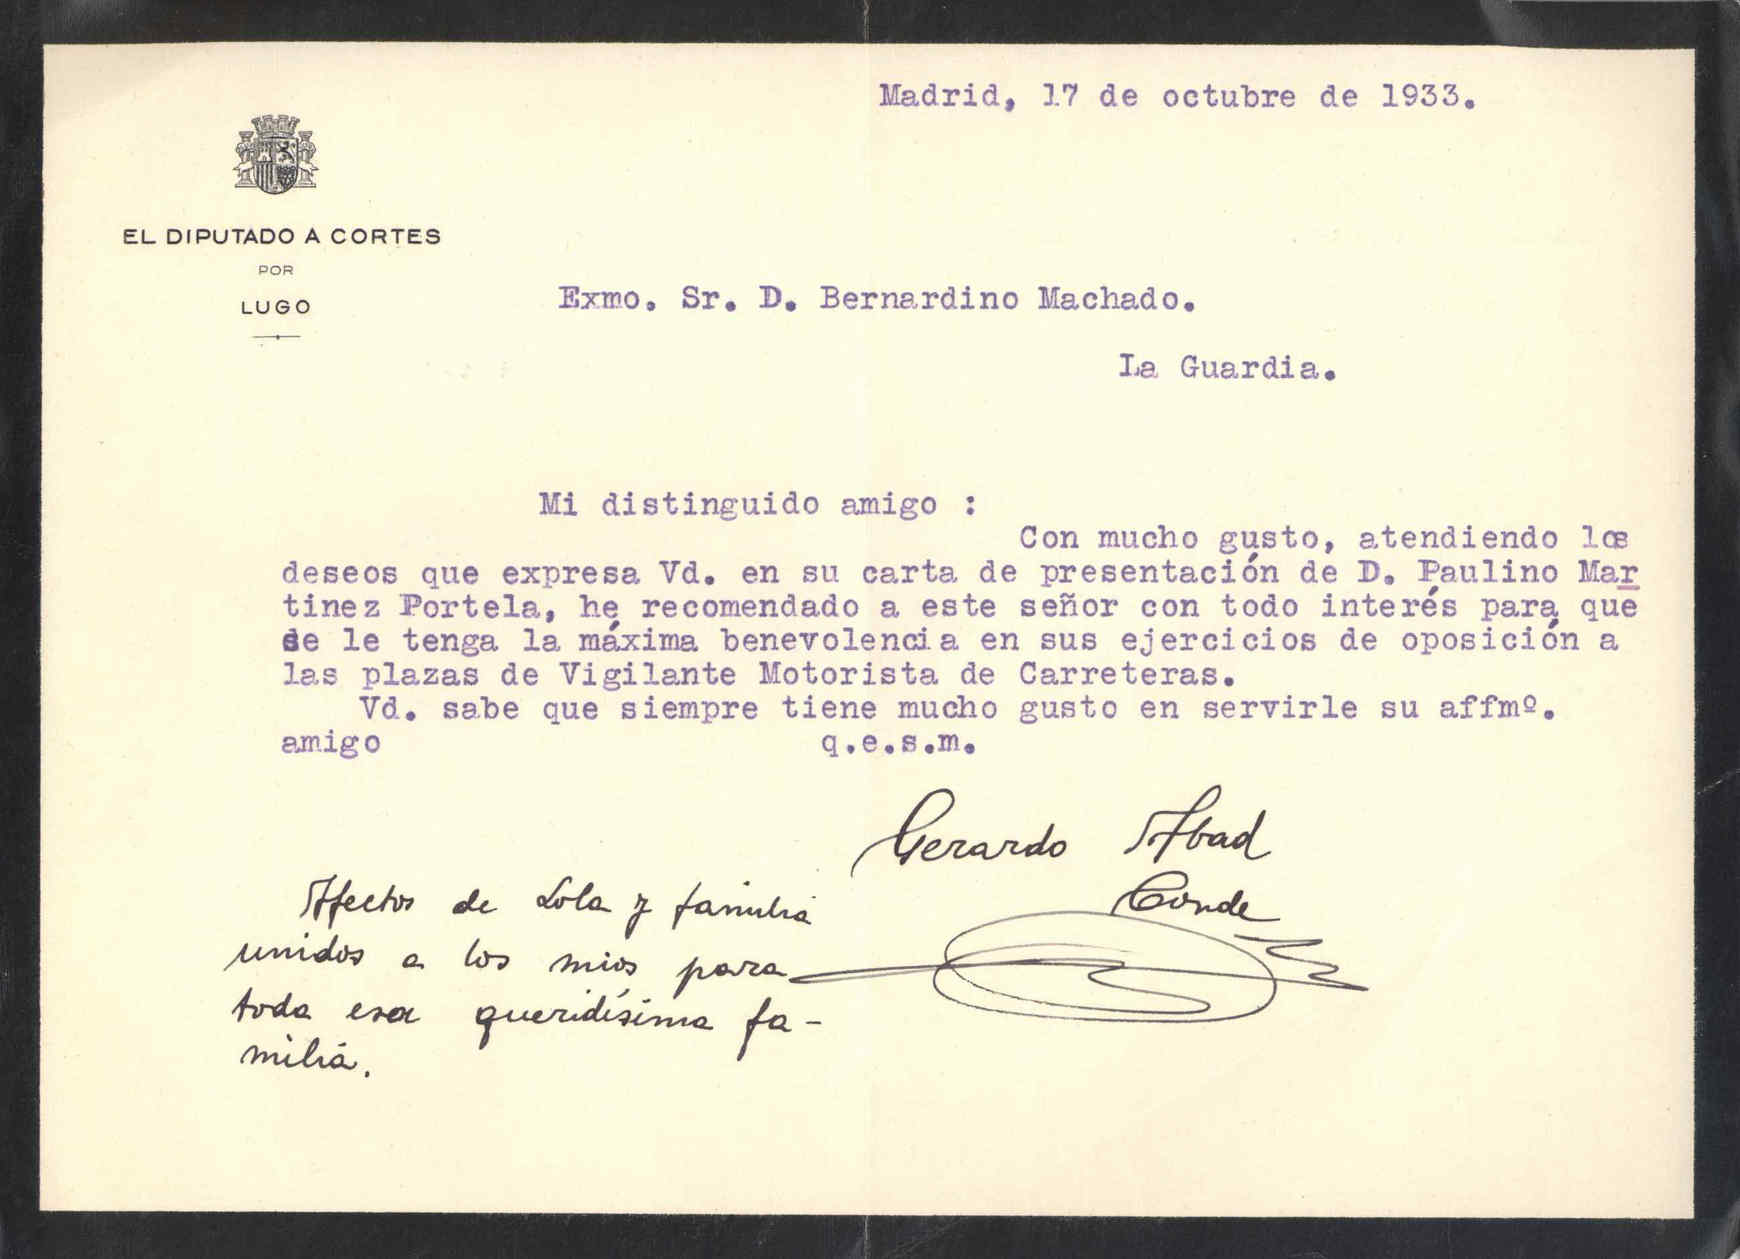 Madrid, 17 de octubre de 1933.
EL DIPUTADO A CORTES
POR
LUGO
Exmo. Sr. D. Bernardino Machado.
La Guardia.
Mi distinguido amigo :
Con mucho gusto, atendiendo los
deseos que expresa Vd. en su carta de presentación de D. Paulino Mar
tinez Portela, he recomendado a este señor con todo interés para que
se le tenga la máxima benevolencia en sus ejercicios de oposición a
las plazas de Vigilante Motorista de Carreteras.
Vd. sabe que siempre tiene mucho gusto en servirle su affmº.
amigo q.e.s.m.
Gerardo Abad
Conde
Afectos de Lola y familia
unidos a los mios para
toda esa queridísima fa-
milia.